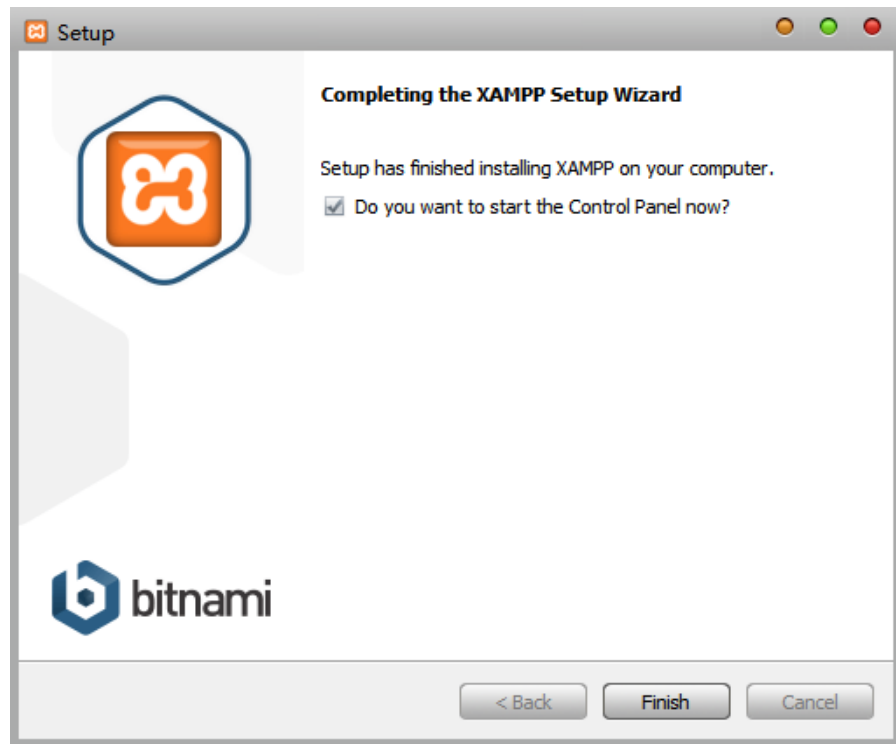 Setup
Completing the XAMPP Setup Wizard
Setup has finished installing XAMPP on your computer.
Do you want to start the Control Panel now?
bitnami
< Back Finish Cancel